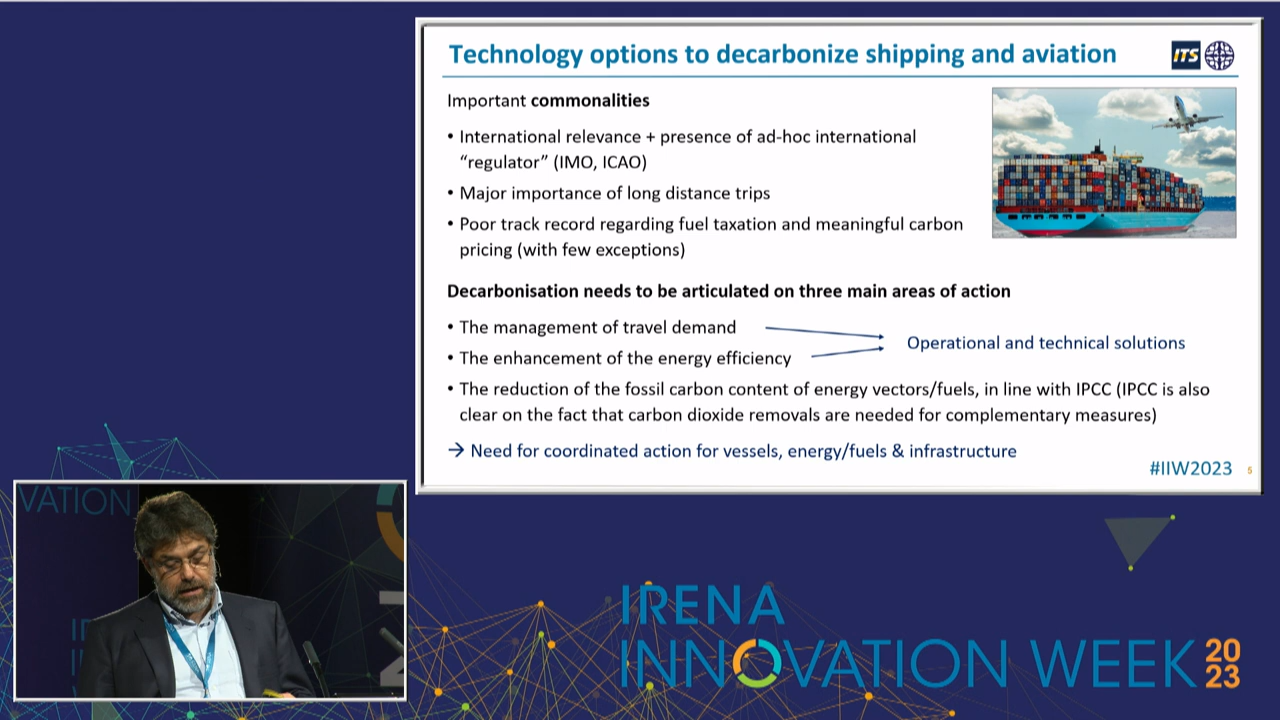 Technology options to decarbonize shipping and aviation
ITS
Important commonalities
• International relevance + presence of ad-hoc international
“regulator” (IMO, ICAO)
• Major importance of long distance trips
• Poor track record regarding fuel taxation and meaningful carbon
pricing (with few exceptions)
Decarbonisation needs to be articulated on three main areas of action
• The management of travel demand
• The enhancement of the energy efficiency
Operational and technical solutions
• The reduction of the fossil carbon content of energy vectors/fuels, in line with IPCC (IPCC is also
clear on the fact that carbon dioxide removals are needed for complementary measures)
→ Need for coordinated action for vessels, energy/fuels & infrastructure
#IIW2023
5
VATION
IRENA
INNOVATION WEEK 2023